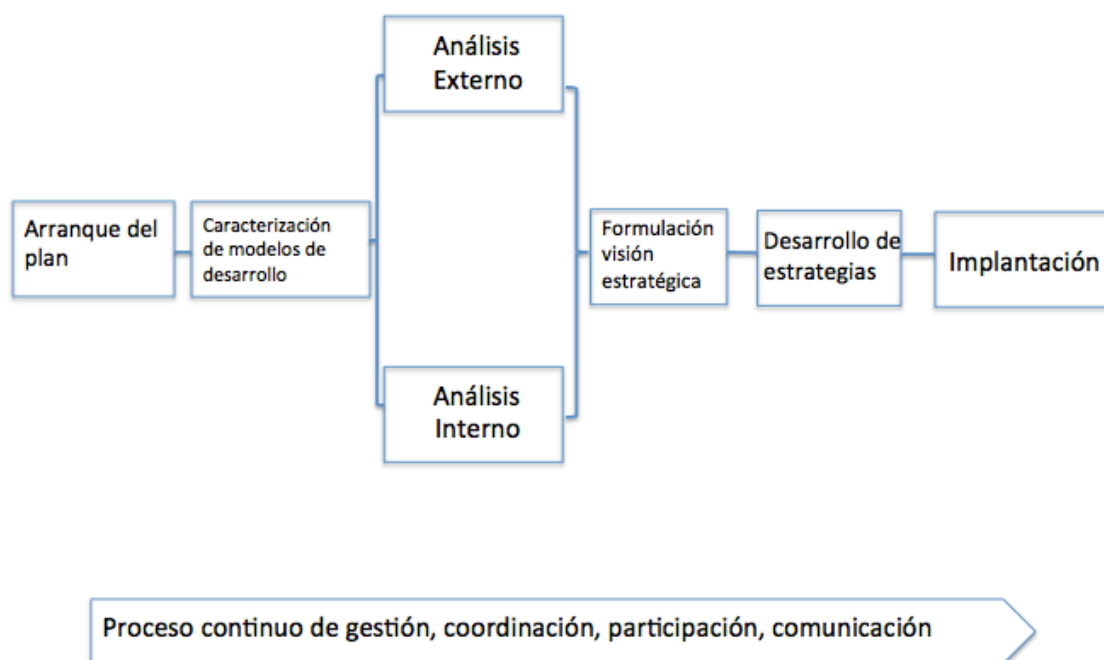 Análisis
Externo
Arranque del
plan
Caracterización
de modelos de
desarrollo
Formulación
visión
estratégica
Desarrollo de
estrategias
Implantación
Análisis
Interno
Proceso continuo de gestión, coordinación, participación, comunicación